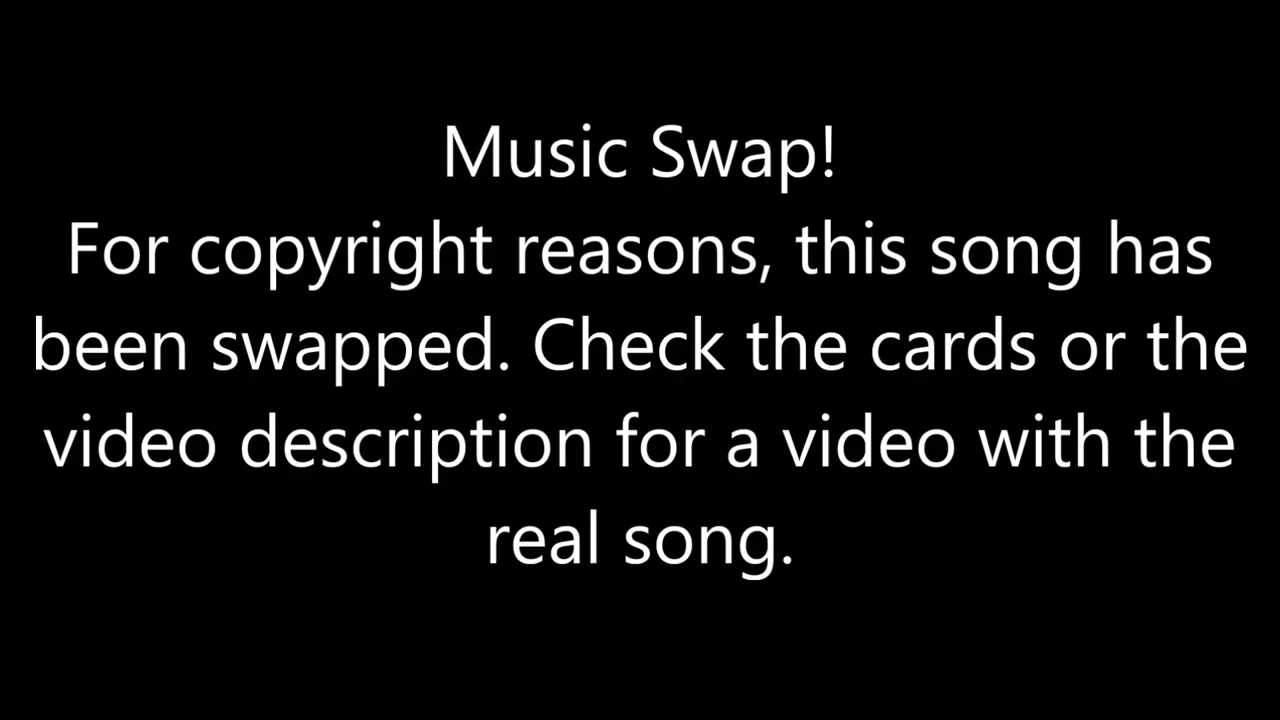 Music Swap!
For copyright reasons, this song has
been swapped. Check the cards or the
video description for a video with the
real song.